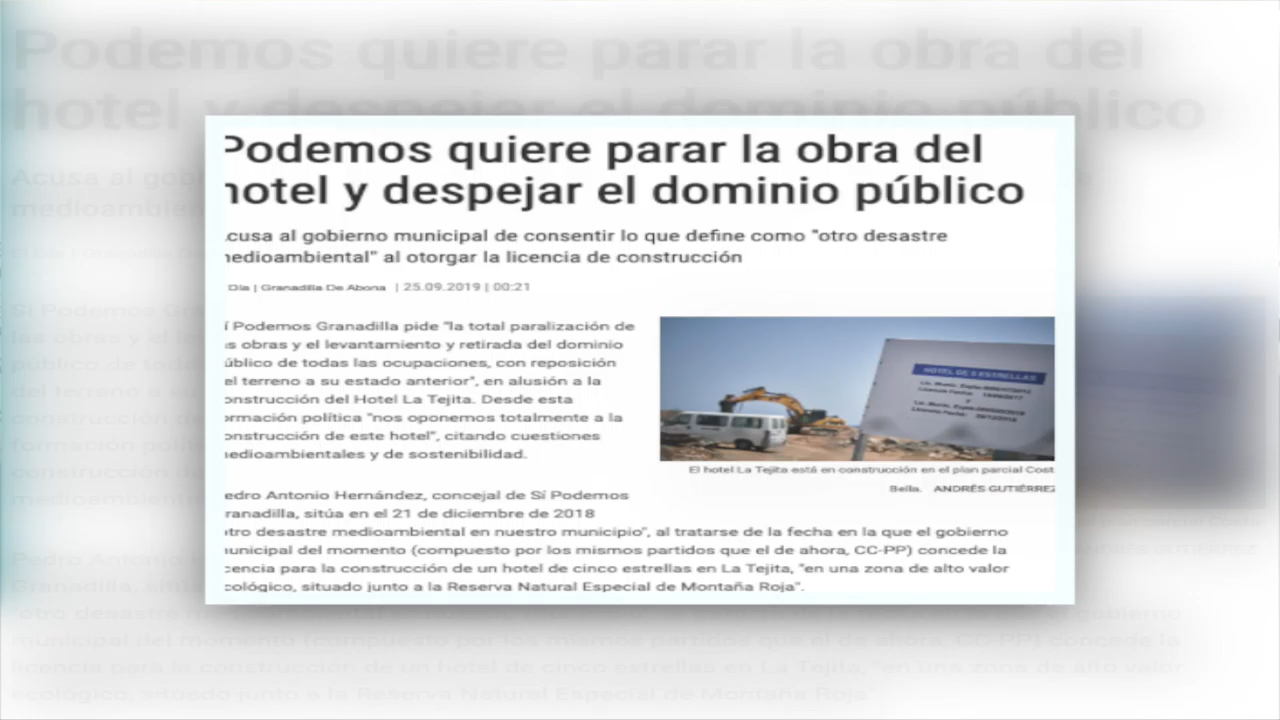 Podemos quiere parar la obra del
hotel y despejar el dominio público
cusa al gobierno municipal de consentir lo que define como "otro desastre
medioambiental" al otorgar la licencia de construcción
Día | Granadilla De Abona | 25.09.2019 | 00:21
í Podemos Granadilla pide "la total paralización de
s obras y el levantamiento y retirada del dominio
úblico de todas las ocupaciones, con reposición
el terreno a su estado anterior", en alusión a la
onstrucción del Hotel La Tejita. Desde esta
ormación política "nos oponemos totalmente a la
onstrucción de este hotel", citando cuestiones
edioambientales y de sostenibilidad.
HOTEL DE 5 ESTRELLAS
El hotel La Tejita está en construcción en el plan parcial Cost
Bella. ANDRÉS GUTIÉRREZ
edro Antonio Hernández, concejal de Sí Podemos
ranadilla, sitúa en el 21 de diciembre de 2018
otro desastre medioambiental en nuestro municipio", al tratarse de la fecha en la que el gobierno
unicipal del momento (compuesto por los mismos partidos que el de ahora, CC-PP) concede la
cencia para la construcción de un hotel de cinco estrellas en La Tejita, "en una zona de alto valor
cológico, situado junto a la Reserva Natural Especial de Montaña Roja".